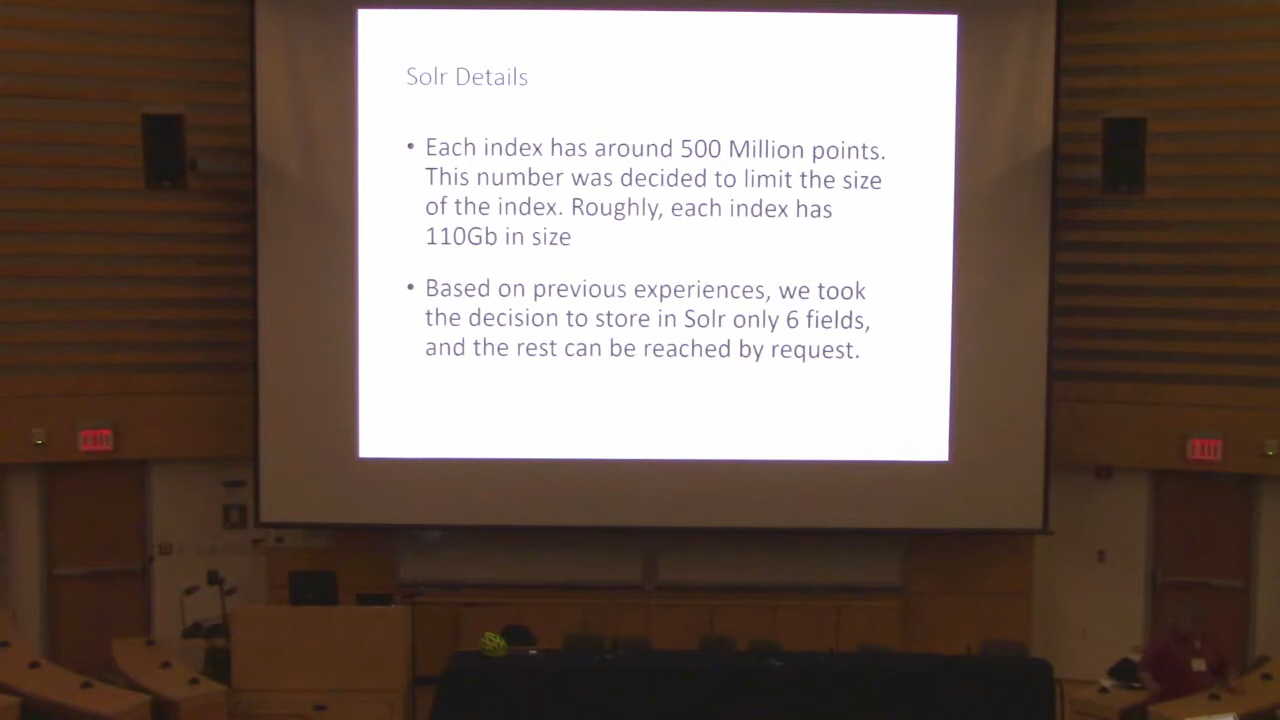 Solr Details
• Each index has around 500 Million points.
This number was decided to limit the size
of the index. Roughly, each index has
110Gb in size
• Based on previous experiences, we took
the decision to store in Solr only 6 fields,
and the rest can be reached by request.
EXIT
EXIT